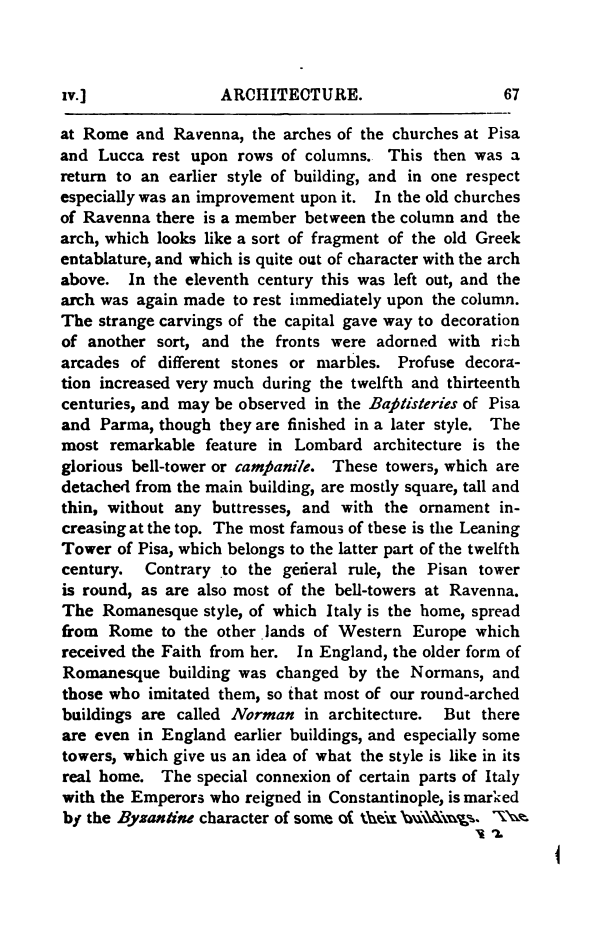 IV.] ARCHITECTURE. 67
at Rome and Ravenna, the arches of the churches at Pisa
and Lucca rest upon rows of columns. This then was a
return to an earlier style of building, and in one respect
especially was an improvement upon it. In the old churches
of Ravenna there is a member between the column and the
arch, which looks like a sort of fragment of the old Greek
entablature, and which is quite out of character with the arch
above. In the eleventh century this was left out, and the
arch was again made to rest immediately upon the column.
The strange carvings of the capital gave way to decoration
of another sort, and the fronts were adorned with rich
arcades of different stones or marbles. Profuse decora-
tion increased very much during the twelfth and thirteenth
centuries, and may be observed in the Baptisteries of Pisa
and Parma, though they are finished in a later style. The
most remarkable feature in Lombard architecture is the
glorious bell-tower or campanile. These towers, which are
detached from the main building, are mostly square, tall and
thin, without any buttresses, and with the ornament in-
creasing at the top. The most famous of these is the Leaning
Tower of Pisa, which belongs to the latter part of the twelfth
century. Contrary to the general rule, the Pisan tower
is round, as are also most of the bell-towers at Ravenna.
The Romanesque style, of which Italy is the home, spread
from Rome to the other lands of Western Europe which
received the Faith from her. In England, the older form of
Romanesque building was changed by the Normans, and
those who imitated them, so that most of our round-arched
buildings are called Norman in architecture. But there
are even in England earlier buildings, and especially some
towers, which give us an idea of what the style is like in its
real home. The special connexion of certain parts of Italy
with the Emperors who reigned in Constantinople, is marked
by the Byzantine character of some of their buildings. The
F 2